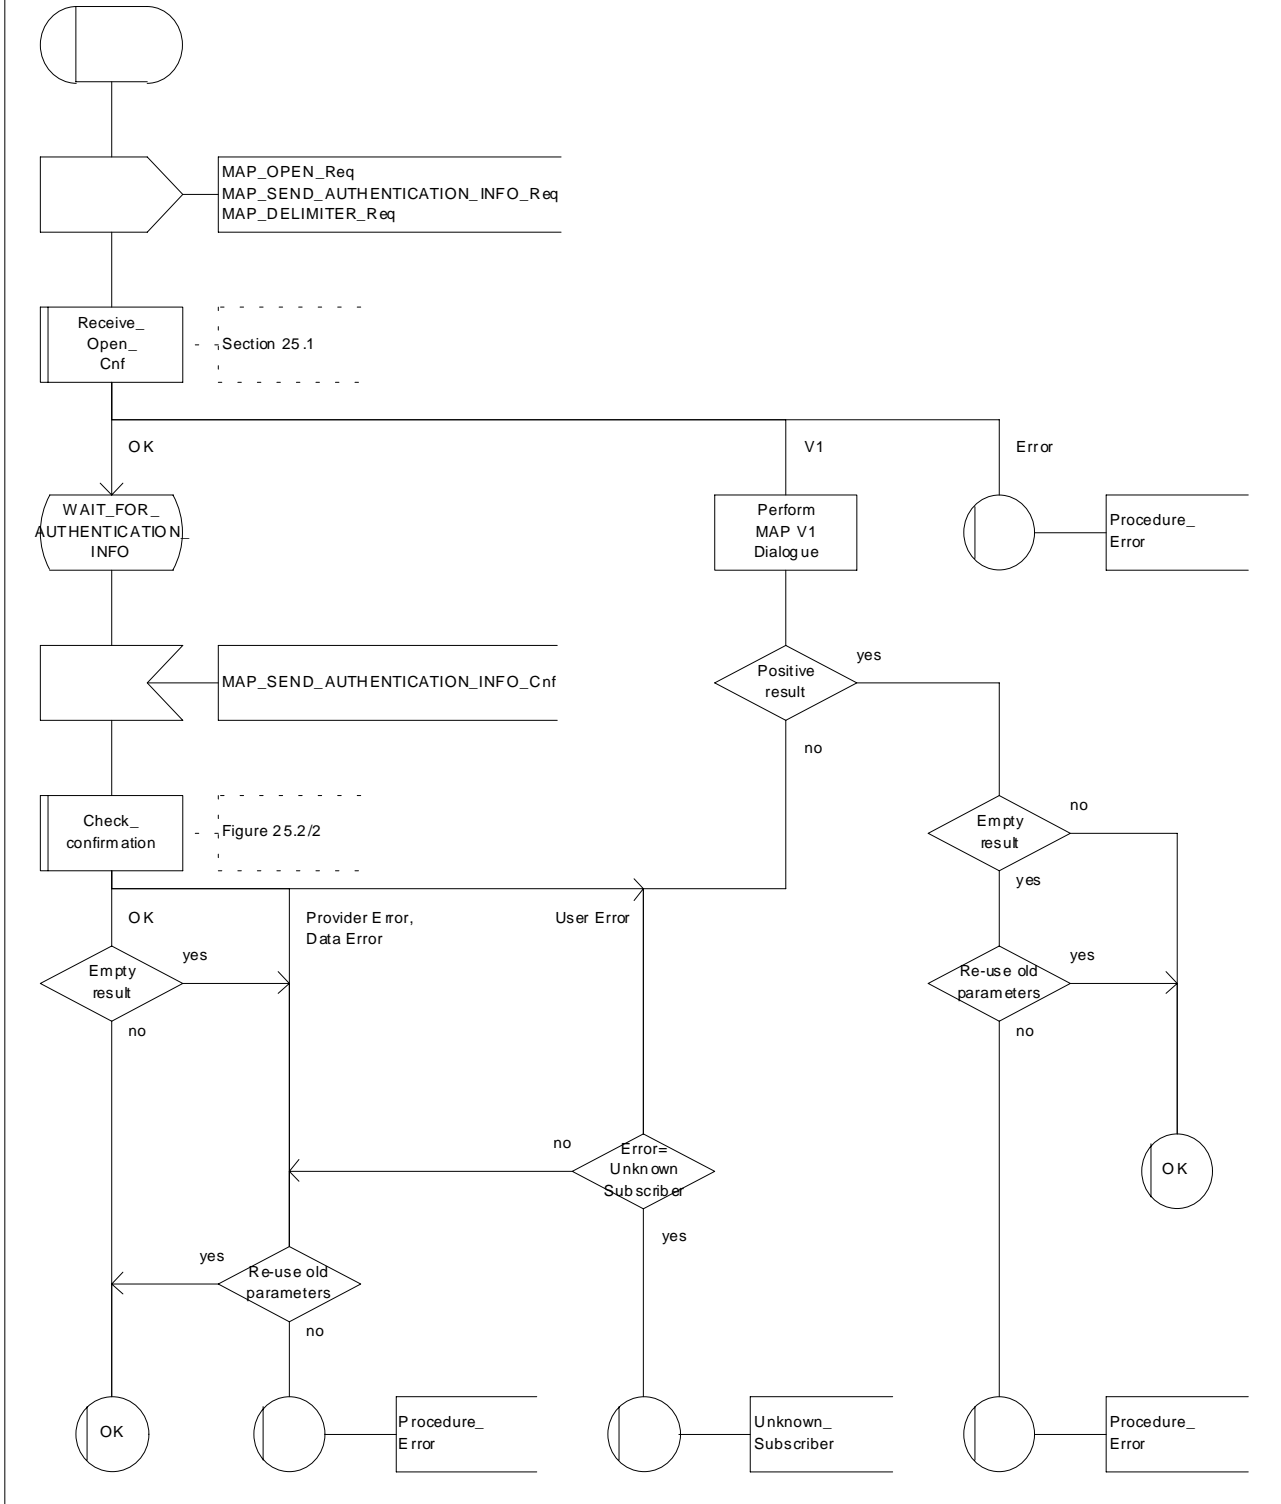 MAP_OPEN_Req
MAP_SEND_AUTHENTICATION_INFO_Req
MAP_DELIMITER_Req
Receive_
Open_
Cnf
Section 25.1
OK
V1
Error
WAIT_FOR_
AUTHENTICATION_
INFO
Perform
MAP V1
Dialogue
Procedure_
Error
MAP_SEND_AUTHENTICATION_INFO_Cnf
Positive
result
yes
no
Check_
confirmation
Figure 25.2/2
Empty
result
no
yes
OK
Provider Error,
Data Error
User Error
Empty
result
yes
no
Re-use old
parameters
yes
no
Error=
Unknown
Subscriber
no
yes
OK
Re-use old
parameters
yes
no
OK
Procedure_
Error
Unknown_
Subscriber
Procedure_
Error